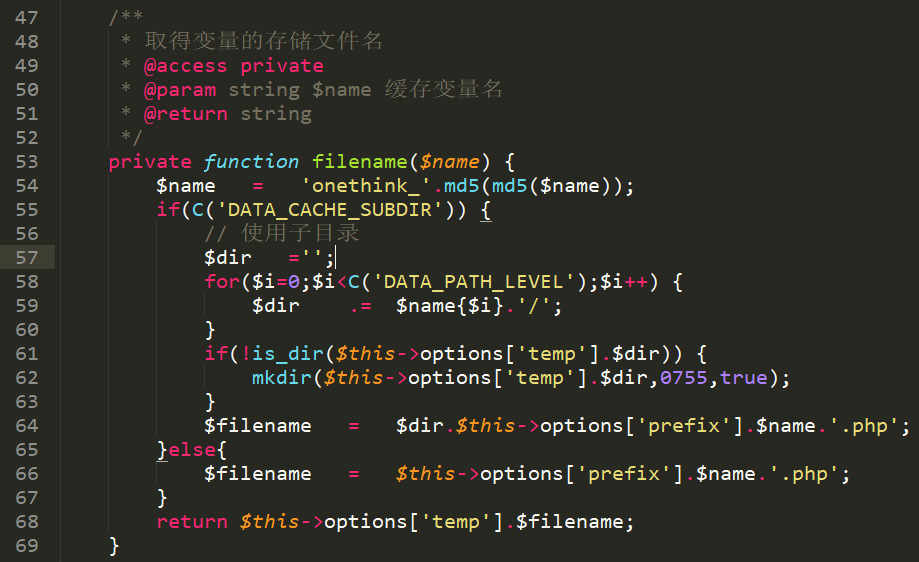 47 /**
48 * 取得变量的存储文件名
49 * @access private
50 * @param string $name 缓存变量名
51 * @return string
52 */
53 private function filename($name) {
54 $name = 'onethink_'.md5(md5($name));
55 if(C('DATA_CACHE_SUBDIR')) {
56 // 使用子目录
57 $dir ='';
58 for($i=0;$i<C('DATA_PATH_LEVEL');$i++) {
59 $dir .= $name{$i}.'/';
60 }
61 if(!is_dir($this->options['temp'].$dir)) {
62 mkdir($this->options['temp'].$dir,0755,true);
63 }
64 $filename = $dir.$this->options['prefix'].$name.'.php';
65 }else{
66 $filename = $this->options['prefix'].$name.'.php';
67 }
68 return $this->options['temp'].$filename;
69 }